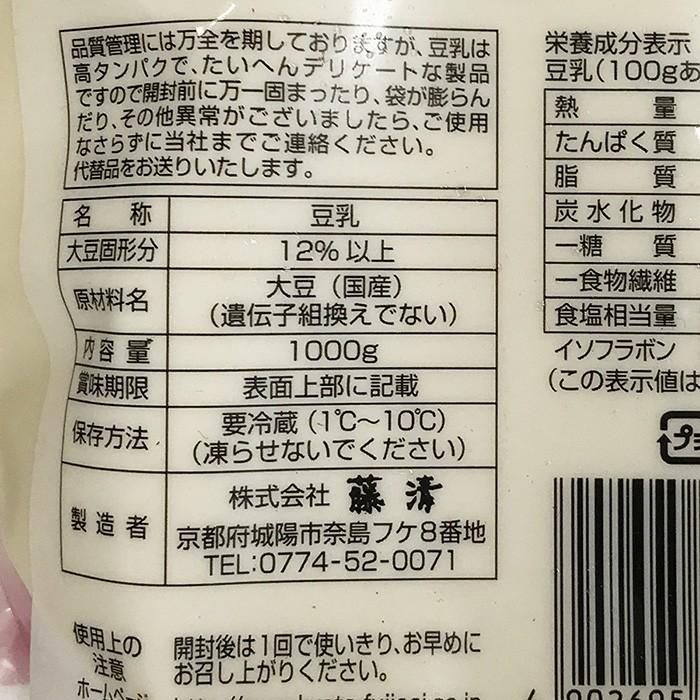 品質管理には万全を期しておりますが、豆乳は
高タンパクで、たいへんデリケートな製品
ですので開封前に万一固まったり、袋が膨らん
だり、その他異常がございましたら、ご使用
なさらずに当社までご連絡ください。
代替品をお送りいたします。
名 称 豆乳
大豆固形分 12% 以上
原材料名 大豆（国産）
（遺伝子組換えでない）
内容量 1000g
賞味期限 表面上部に記載
保存方法 要冷蔵（1℃〜10℃）
（凍らせないでください）
製造者 株式会社 藤清
京都府城陽市奈島フケ8番地
TEL:0774-52-0071
使用上の注意 開封後は1回で使いきり、お早めに
お召し上がりください。
ホームページ
栄養成分表示
豆乳（100gあ
熱 量
たんぱく質
脂 質
炭水化物
－糖 質
－食物繊維
食塩相当量
イソフラボン
（この表示値は
プ